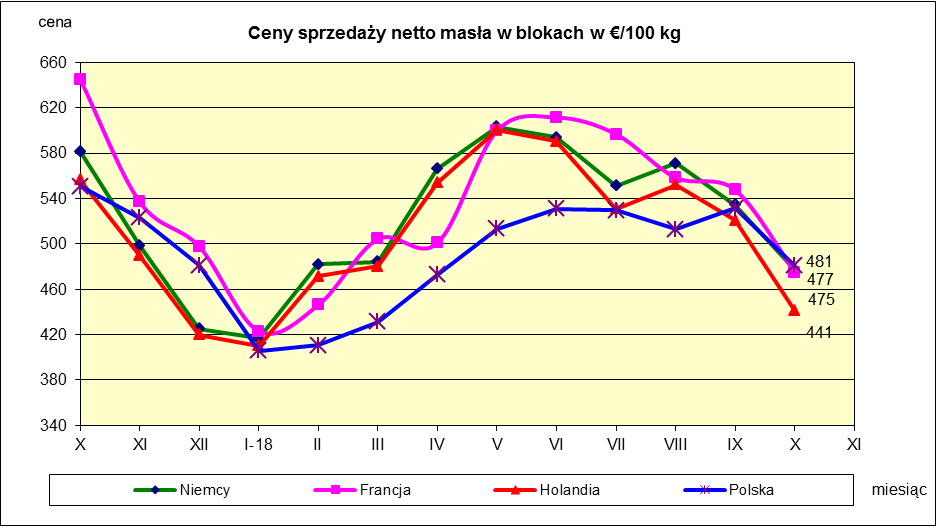 cena
Ceny sprzedaży netto masła w blokach w €/100 kg
660
620
580
540
500
460
420
380
340
481
477
475
441
X XI XII I-18 II III IV V VI VII VIII IX X XI
Niemcy Francja Holandia Polska
miesiąc